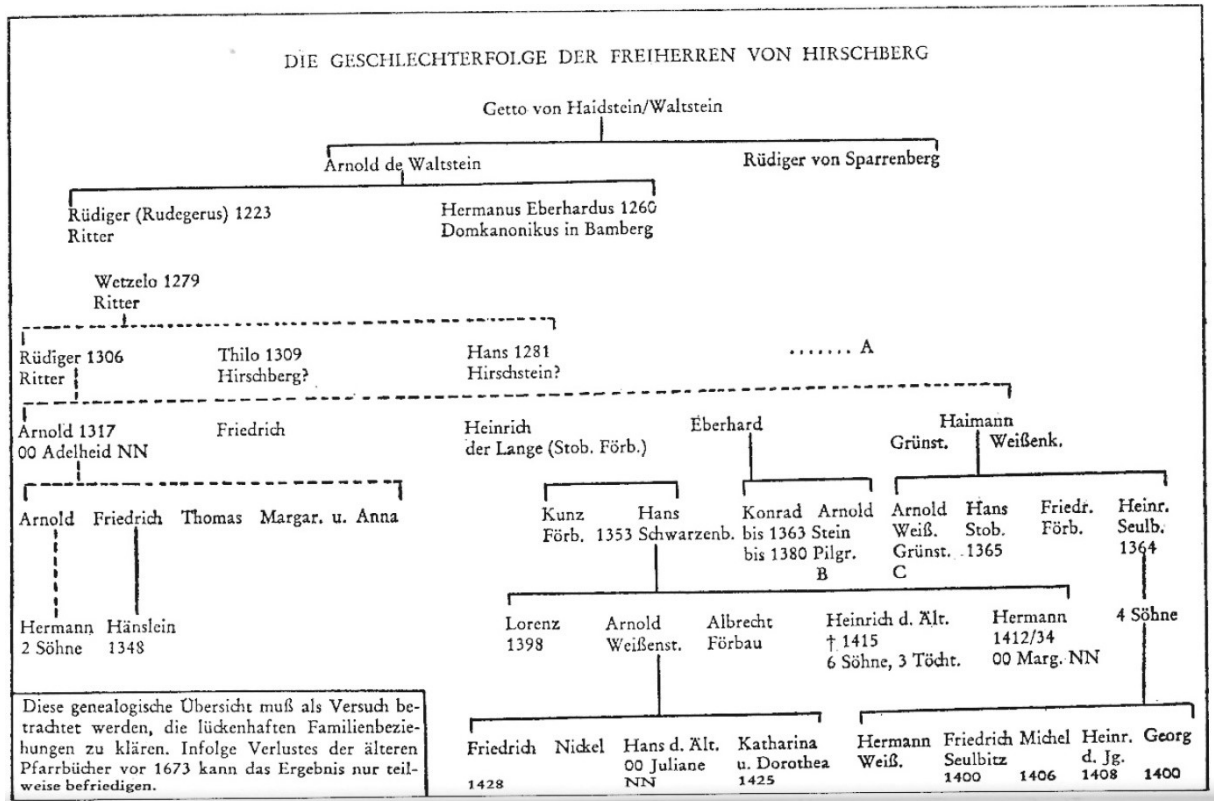 DIE GESCHLECHTERFOLGE DER FREIHERREN VON HIRSCHBERG
Getto von Haidstein/Waltstein
Arnold de Waltstein Rüdiger von Sparrenberg
Rüdiger (Rudegerus) 1223 Hermanus Eberhardus 1260
Ritter Domkanonikus in Bamberg
Wetzelo 1279
Ritter
Rüdiger 1306 Thilo 1309 Hans 1281 ....... A
Ritter Hirschberg? Hirschstein?
Arnold 1317 Friedrich Heinrich Eberhard Haimann
00 Adelheid NN der Lange (Stob. Förb.) Grünst. Weißenk.
Arnold Friedrich Thomas Margar. u. Anna Kunz Hans Konrad Arnold Arnold Hans Friedr. Heinr.
Förb. 1353 Schwarzenb. bis 1363 Stein Weiß. Stob. Förb. Seulb.
bis 1380 Pilgr. Grünst. 1365 1364
B C
Hermann Hänslein Lorenz Arnold Albrecht Heinrich d. Ält. Hermann 4 Söhne
2 Söhne 1348 1398 Weißenst. Förbau † 1415 1412/34
6 Söhne, 3 Töcht. 00 Marg. NN
Diese genealogische Übersicht muß als Versuch be-
trachtet werden, die lückenhaften Familienbezie-
hungen zu klären. Infolge Verlustes der älteren
Pfarrbücher vor 1673 kann das Ergebnis nur teil-
weise befriedigen.
Friedrich Nickel Hans d. Ält. Katharina Hermann Friedrich Michel Heinr. Georg
00 Juliane u. Dorothea Weiß. Seulbitz d. Jg.
1428 NN 1425 1400 1406 1408 1400